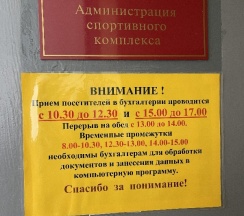 Администрация
спортивного
комплекса
ВНИМАНИЕ !
Прием посетителей в бухгалтерии проводится
с 10.30 до 12.30 и с 15.00 до 17.00
Перерыв на обед с 13.00 до 14.00.
Временные промежутки
8.00-10.30, 12.30-13.00, 14.00-15.00
необходимы бухгалтерам для обработки
документов и занесения данных в
компьютерную программу.
Спасибо за понимание!